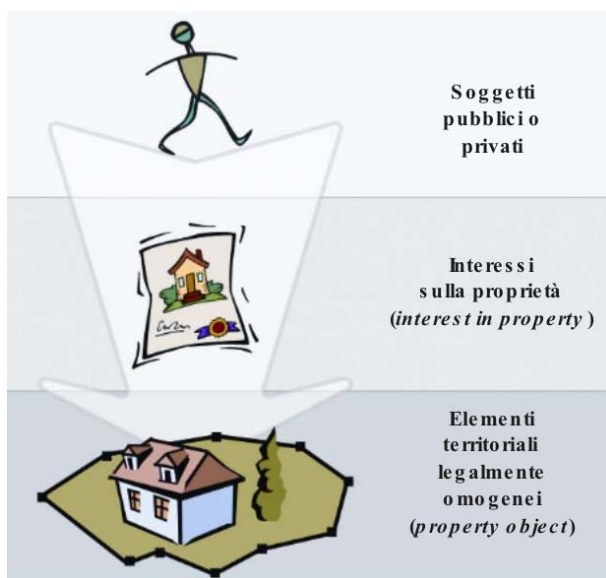 Soggetti
pubblici o
privati
Interessi
sulla proprietà
(interest in property)
Elementi
territoriali
legalmente
omogenei
(property object)